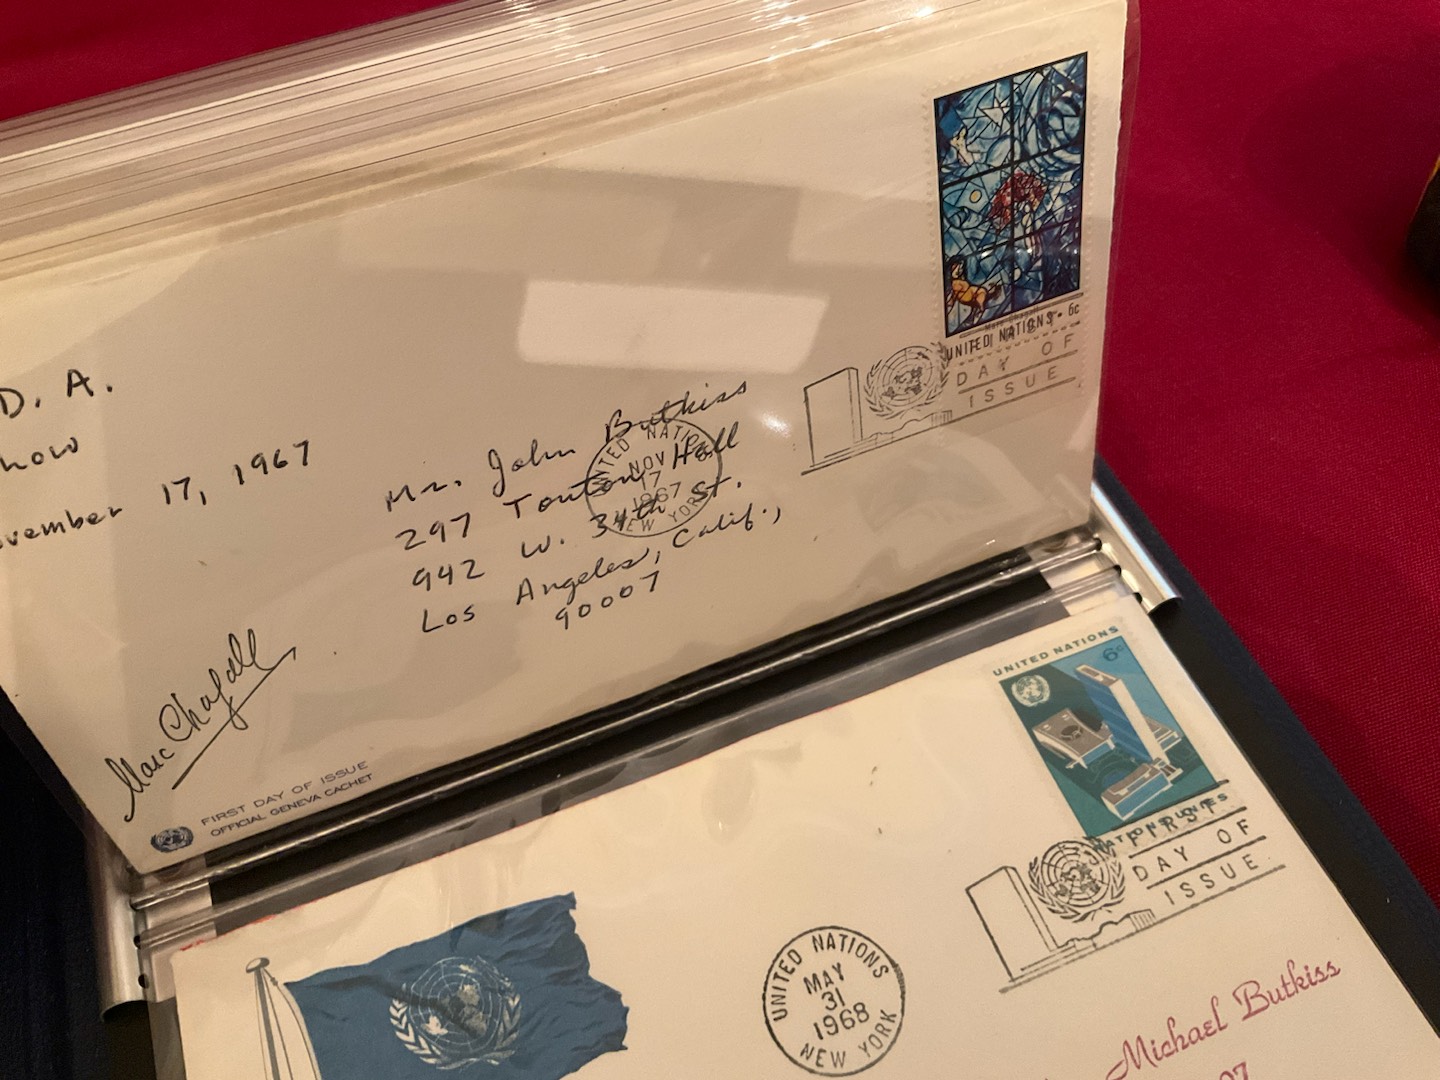 D. A.
17, 1967
Mr. John Butkiss
297 Touton Hall
942 W. 34th St.
Los Angeles, Calif.,
90007
UNITED NATIONS
NOV
17
1967
NEW YORK
UNITED NATIONS • 6c
DAY OF
ISSUE
Marc Chagall
FIRST DAY OF ISSUE
OFFICIAL GENEVA CACHET
UNITED NATIONS
6c
NATIONS UNIES
FIRST
DAY OF
ISSUE
UNITED NATIONS
MAY
31
1968
NEW YORK
Michael Butkiss